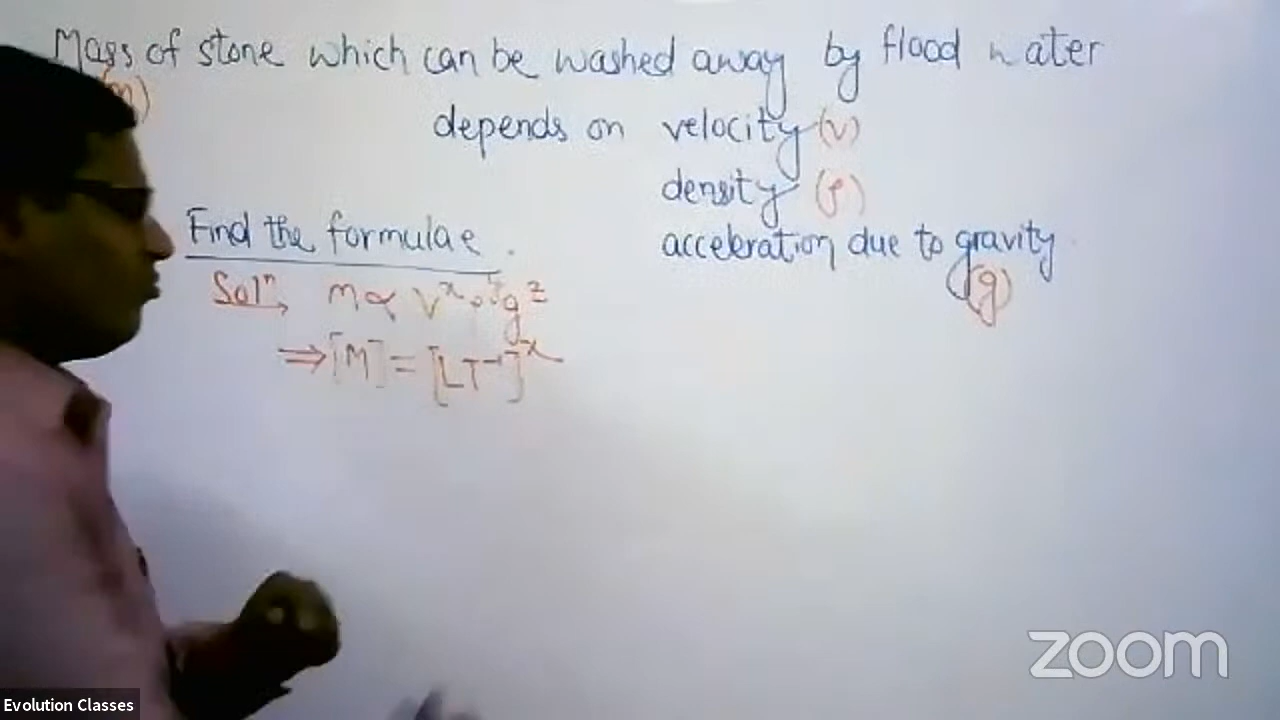 Mass of stone which can be washed away by flood water
(m)
depends on velocity (v)
density (ρ)
Find the formulae.
acceleration due to gravity
(g)
Solⁿ m ∝ vˣ ρʸ gᶻ
⇒ [M] = [LT⁻¹]ˣ
zoom
Evolution Classes